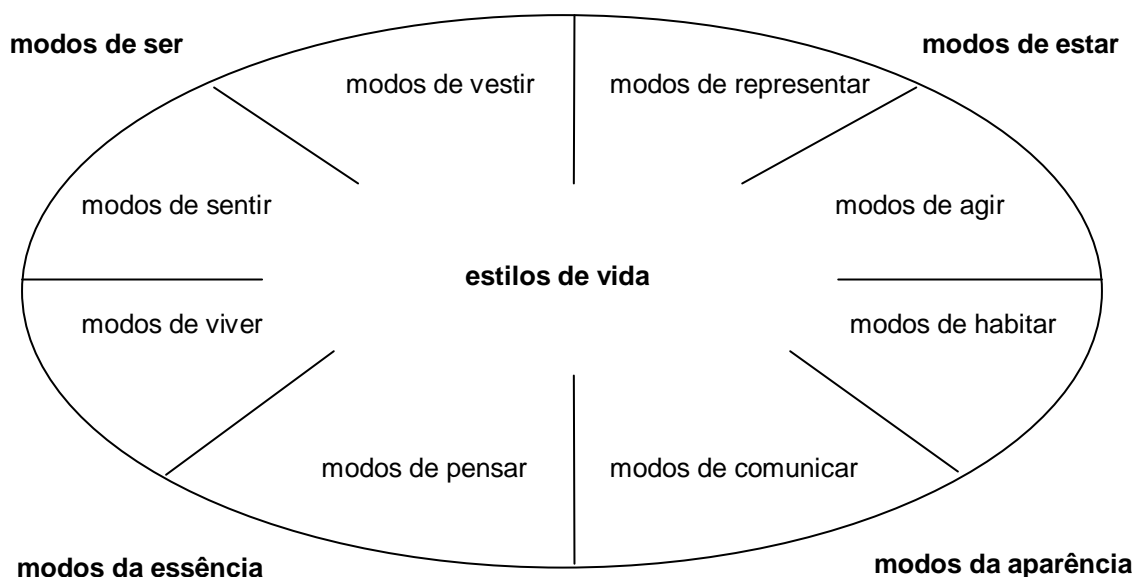 modos de ser
modos de estar
modos de vestir
modos de representar
modos de sentir
modos de agir
estilos de vida
modos de viver
modos de habitar
modos de pensar
modos de comunicar
modos da essência
modos da aparência